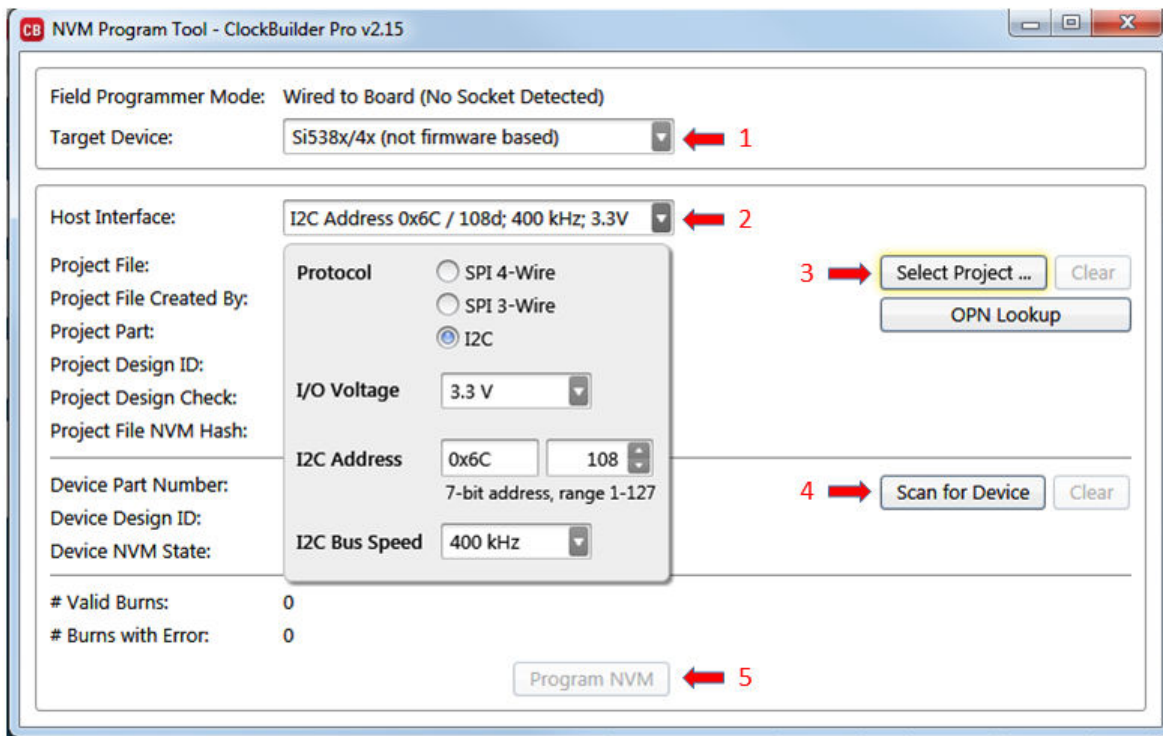 CB NVM Program Tool - ClockBuilder Pro v2.15
Field Programmer Mode: Wired to Board (No Socket Detected)
Target Device: Si538x/4x (not firmware based) 1
Host Interface: I2C Address 0x6C / 108d; 400 kHz; 3.3V 2
Project File:
Project File Created By:
Project Part:
Project Design ID:
Project Design Check:
Project File NVM Hash:
Protocol SPI 4-Wire
SPI 3-Wire
I2C
I/O Voltage 3.3 V
I2C Address 0x6C 108
7-bit address, range 1-127
I2C Bus Speed 400 kHz
3 Select Project ... Clear
OPN Lookup
Device Part Number:
Device Design ID:
Device NVM State:
4 Scan for Device Clear
# Valid Burns: 0
# Burns with Error: 0
Program NVM 5